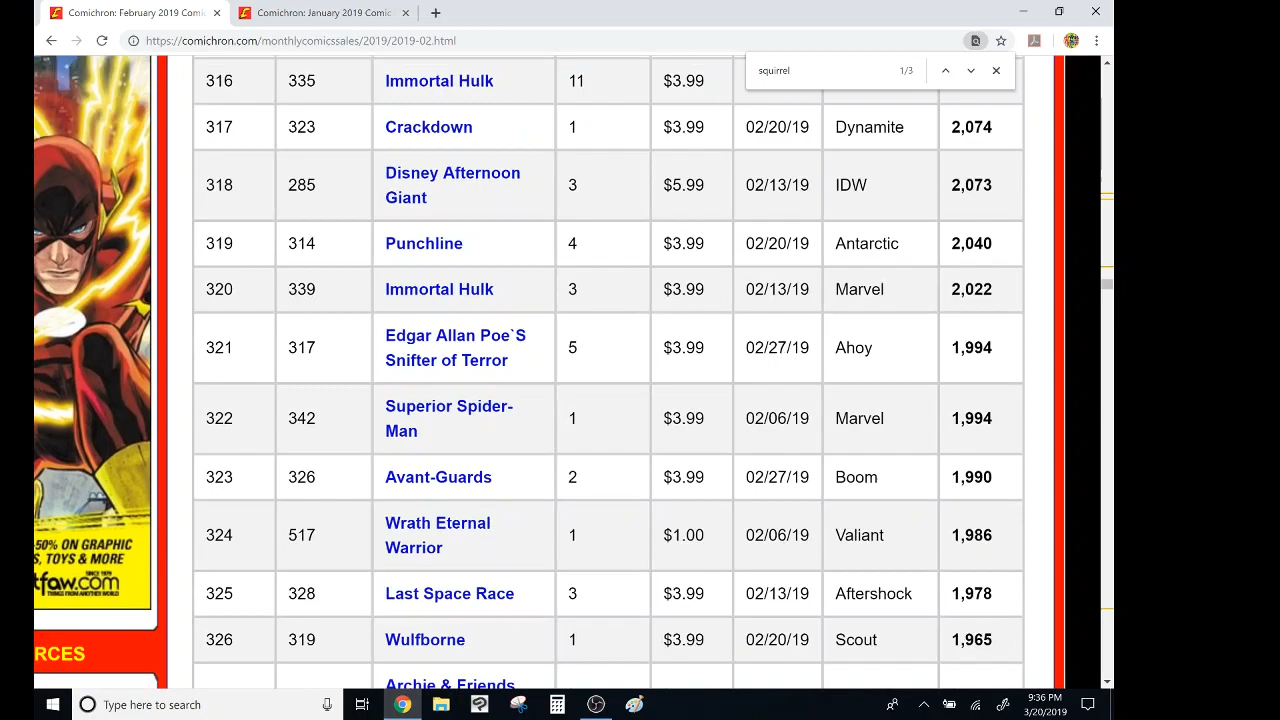 Comichron: February 2019 Comi
Comichron: January 2019 Comic
https://comichron.com/monthlycomicssales/2019/2019-02.html
squirrel 1/3
316 335 Immortal Hulk 11 $3.99
317 323 Crackdown 1 $3.99 02/20/19 Dynamite 2,074
318 285 Disney Afternoon Giant 3 $5.99 02/13/19 IDW 2,073
319 314 Punchline 4 $3.99 02/20/19 Antarctic 2,040
320 339 Immortal Hulk 3 $3.99 02/13/19 Marvel 2,022
321 317 Edgar Allan Poe`S Snifter of Terror 5 $3.99 02/27/19 Ahoy 1,994
322 342 Superior Spider-Man 1 $3.99 02/06/19 Marvel 1,994
323 326 Avant-Guards 2 $3.99 02/27/19 Boom 1,990
324 517 Wrath Eternal Warrior 1 $1.00 02/06/19 Valiant 1,986
325 328 Last Space Race 3 $3.99 02/13/19 Aftershock 1,978
326 319 Wulfborne 1 $3.99 02/20/19 Scout 1,965
Archie & Friends
-50% ON GRAPHIC
S, TOYS & MORE
tfaw.com
THINGS FROM ANOTHER WORLD
RCES
Type here to search
9:36 PM
3/20/2019